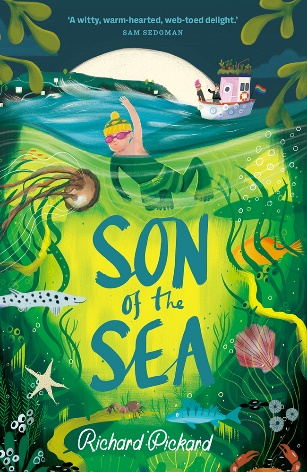 'A witty, warm-hearted, web-toed delight.'
SAM SEDGMAN
SON
of the
SEA
Richard Pickard